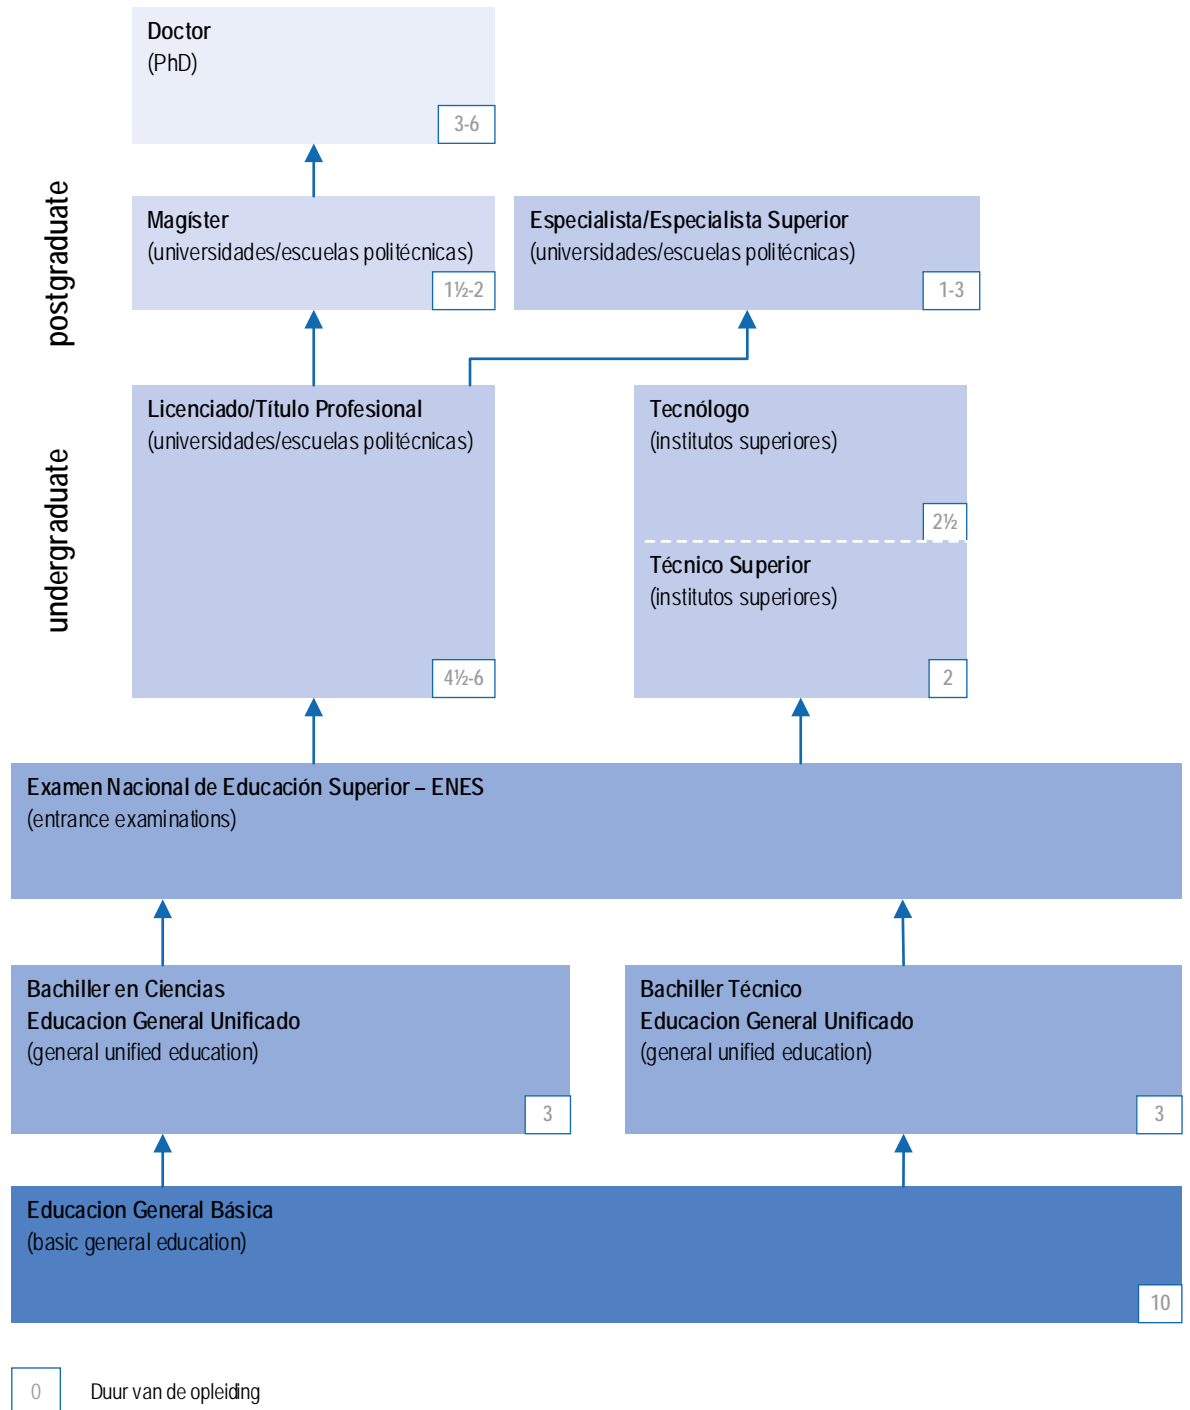 Doctor
(PhD)
3-6
postgraduate
Magíster
(universidades/escuelas politécnicas)
1½-2
Especialista/Especialista Superior
(universidades/escuelas politécnicas)
1-3
undergraduate
Licenciado/Título Profesional
(universidades/escuelas politécnicas)
4½-6
Tecnólogo
(institutos superiores)
2½
Técnico Superior
(institutos superiores)
2
Examen Nacional de Educación Superior – ENES
(entrance examinations)
Bachiller en Ciencias
Educacion General Unificado
(general unified education)
3
Bachiller Técnico
Educacion General Unificado
(general unified education)
3
Educacion General Básica
(basic general education)
10
0 Duur van de opleiding